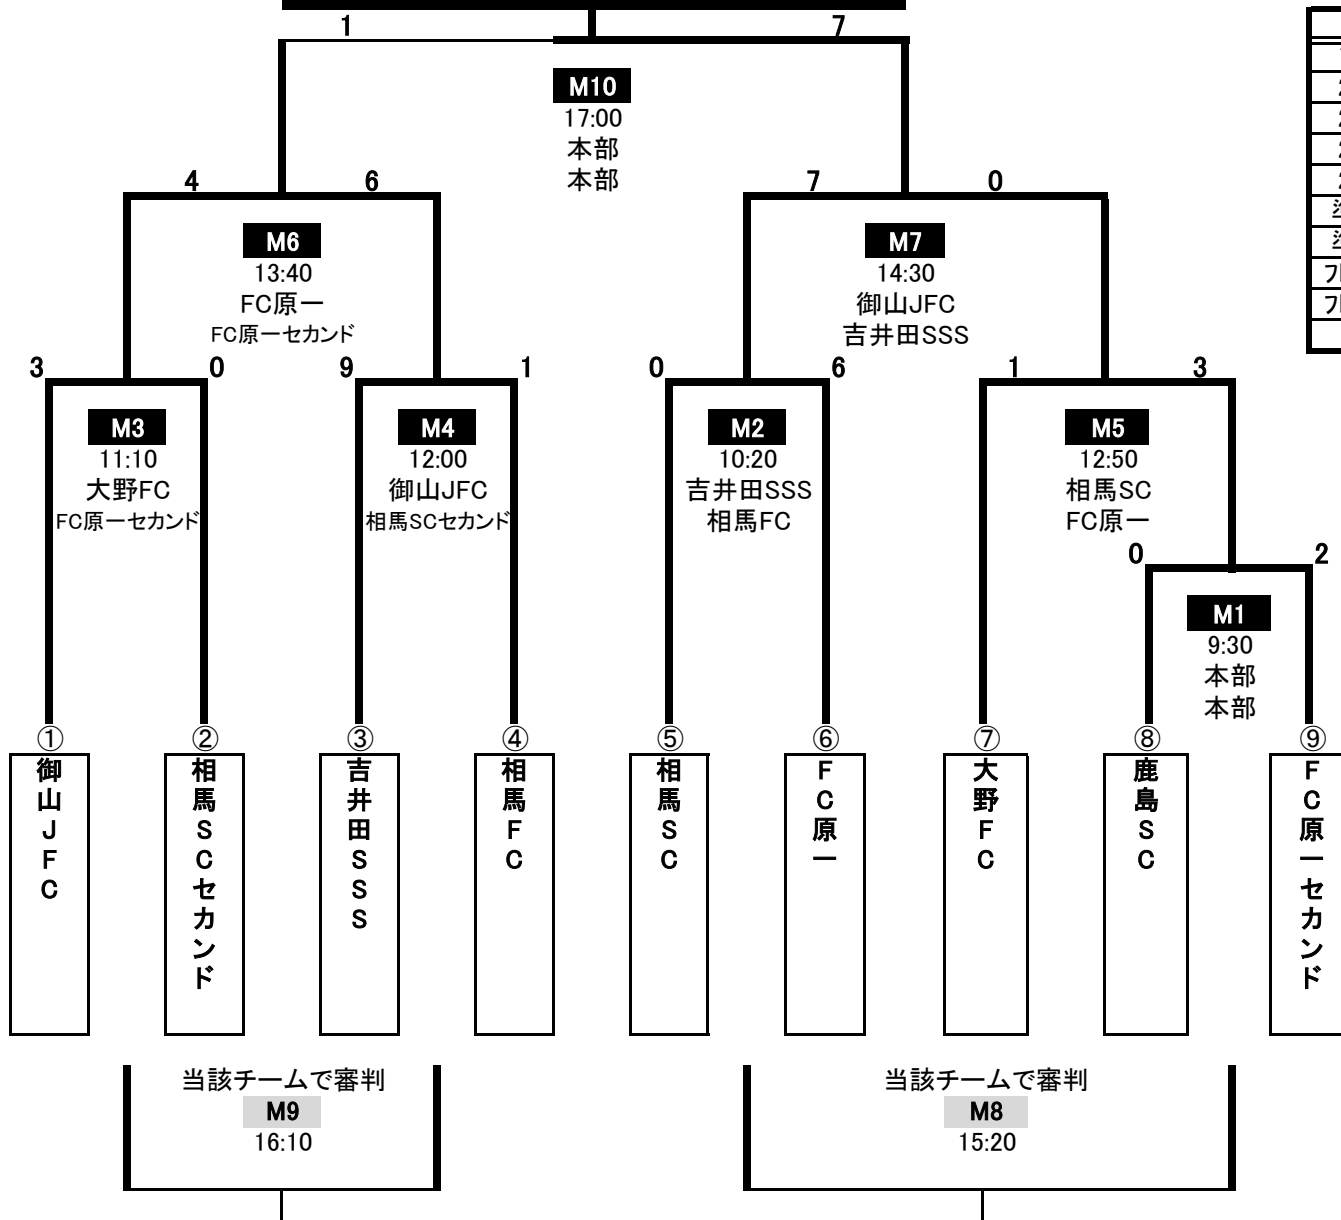 1 7
M10
17:00
本部
本部
4 6 7 0
M6
13:40
FC原一
FC原一セカンド
M7
14:30
御山JFC
吉井田SSS
3 0 9 1 0 6 1 3
M3
11:10
大野FC
FC原一セカンド
M4
12:00
御山JFC
相馬SCセカンド
M2
10:20
吉井田SSS
相馬FC
M5
12:50
相馬SC
FC原一
0 2
M1
9:30
本部
本部
① ② ③ ④ ⑤ ⑥ ⑦ ⑧ ⑨
御山JFC
相馬SCセカンド
吉井田SSS
相馬FC
相馬SC
FC原一
大野FC
鹿島SC
FC原一セカンド
当該チームで審判
M9
16:10
当該チームで審判
M8
15:20